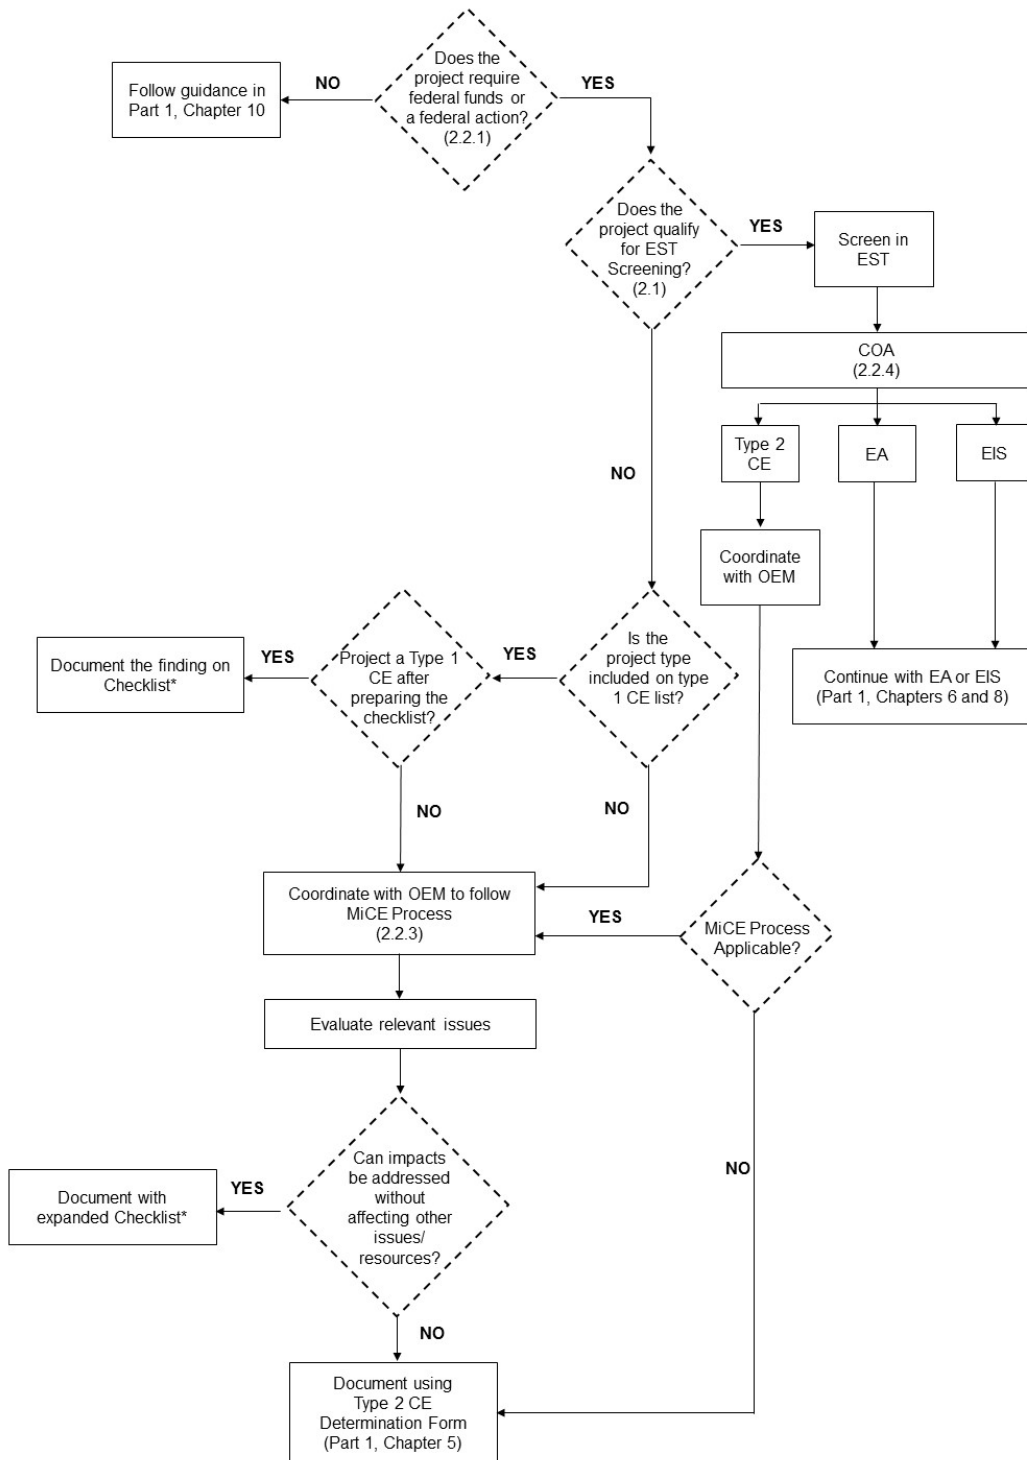 Does the
project require
federal funds or
a federal action?
(2.2.1)
NO
YES
Follow guidance in
Part 1, Chapter 10
Does the
project qualify
for EST
Screening?
(2.1)
YES
Screen in
EST
COA
(2.2.4)
Type 2
CE
EA
EIS
NO
Coordinate
with OEM
Is the
project type
included on type
1 CE list?
YES
Project a Type 1
CE after
preparing the
checklist?
YES
Document the finding on
Checklist*
Continue with EA or EIS
(Part 1, Chapters 6 and 8)
NO
NO
Coordinate with OEM to follow
MiCE Process
(2.2.3)
YES
MiCE Process
Applicable?
Evaluate relevant issues
Can impacts
be addressed
without
affecting other
issues/
resources?
YES
Document with
expanded Checklist*
NO
NO
Document using
Type 2 CE
Determination Form
(Part 1, Chapter 5)